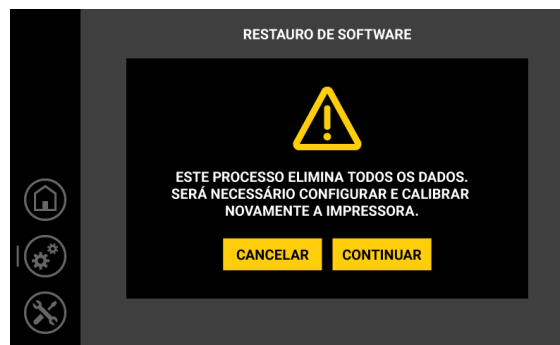 RESTAURO DE SOFTWARE
ESTE PROCESSO ELIMINA TODOS OS DADOS.
SERÁ NECESSÁRIO CONFIGURAR E CALIBRAR
NOVAMENTE A IMPRESSORA.
CANCELAR CONTINUAR